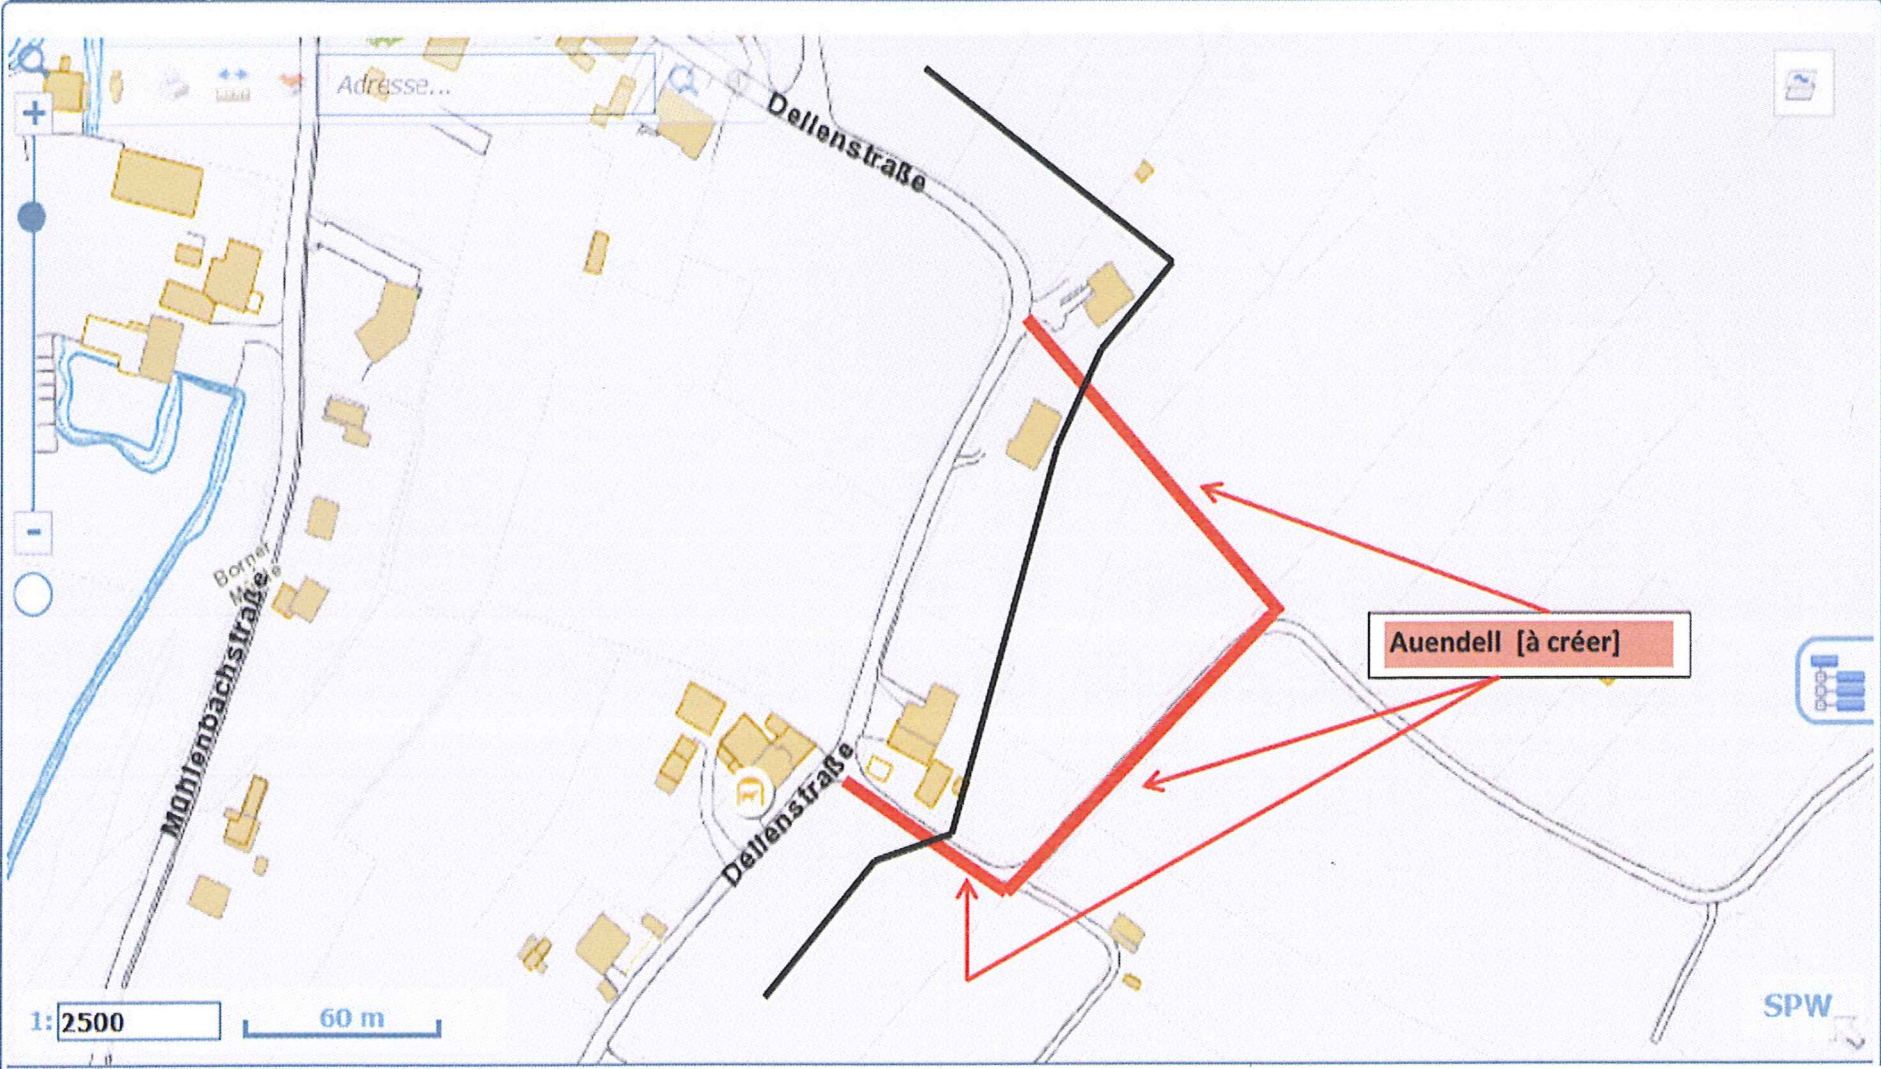 Adresse...
Dellenstraße
+
-
Borner
Mühlenbachstraße
Auendell [à créer]
Dellenstraße
1: 2500
60 m
SPW